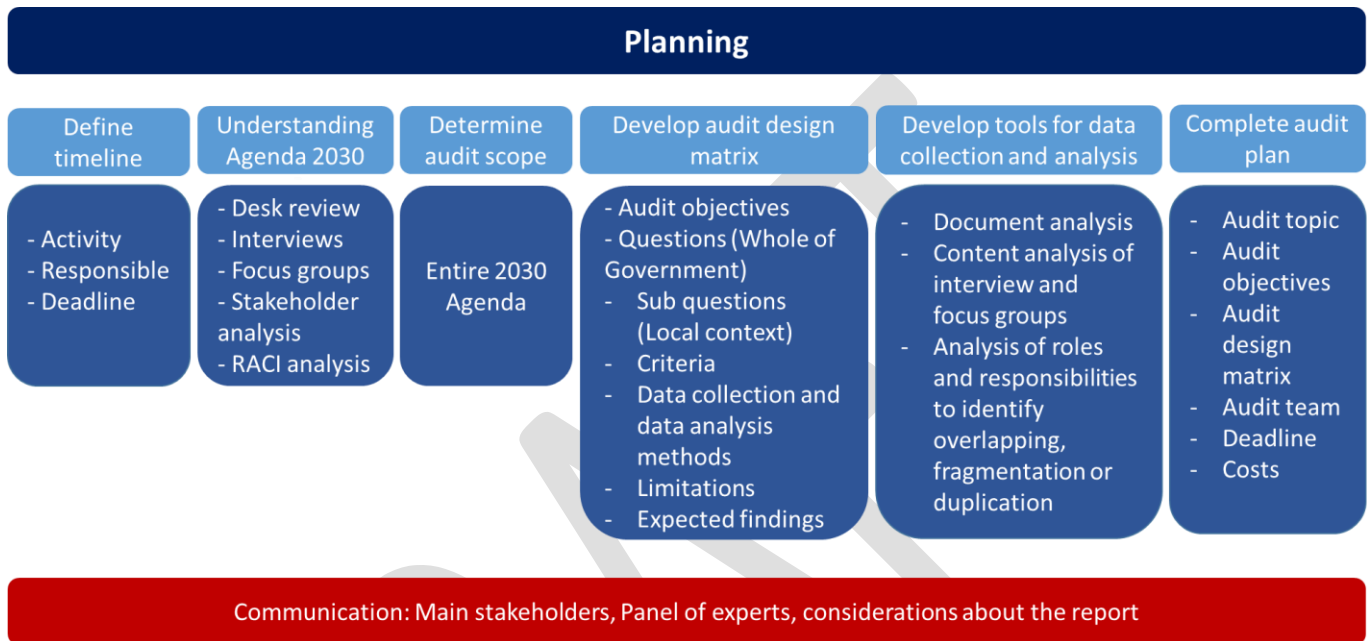 Planning
Define
timeline
- Activity
- Responsible
- Deadline
Understanding
Agenda 2030
- Desk review
- Interviews
- Focus groups
- Stakeholder
analysis
- RACI analysis
Determine
audit scope
Entire 2030
Agenda
Develop audit design
matrix
- Audit objectives
- Questions (Whole of
Government)
- Sub questions
(Local context)
- Criteria
- Data collection and
data analysis
methods
- Limitations
- Expected findings
Develop tools for data
collection and analysis
- Document analysis
- Content analysis of
interview and
focus groups
- Analysis of roles
and responsibilities
to identify
overlapping,
fragmentation or
duplication
Complete audit
plan
- Audit topic
- Audit
objectives
- Audit
design
matrix
- Audit team
- Deadline
- Costs
Communication: Main stakeholders, Panel of experts, considerations about the report